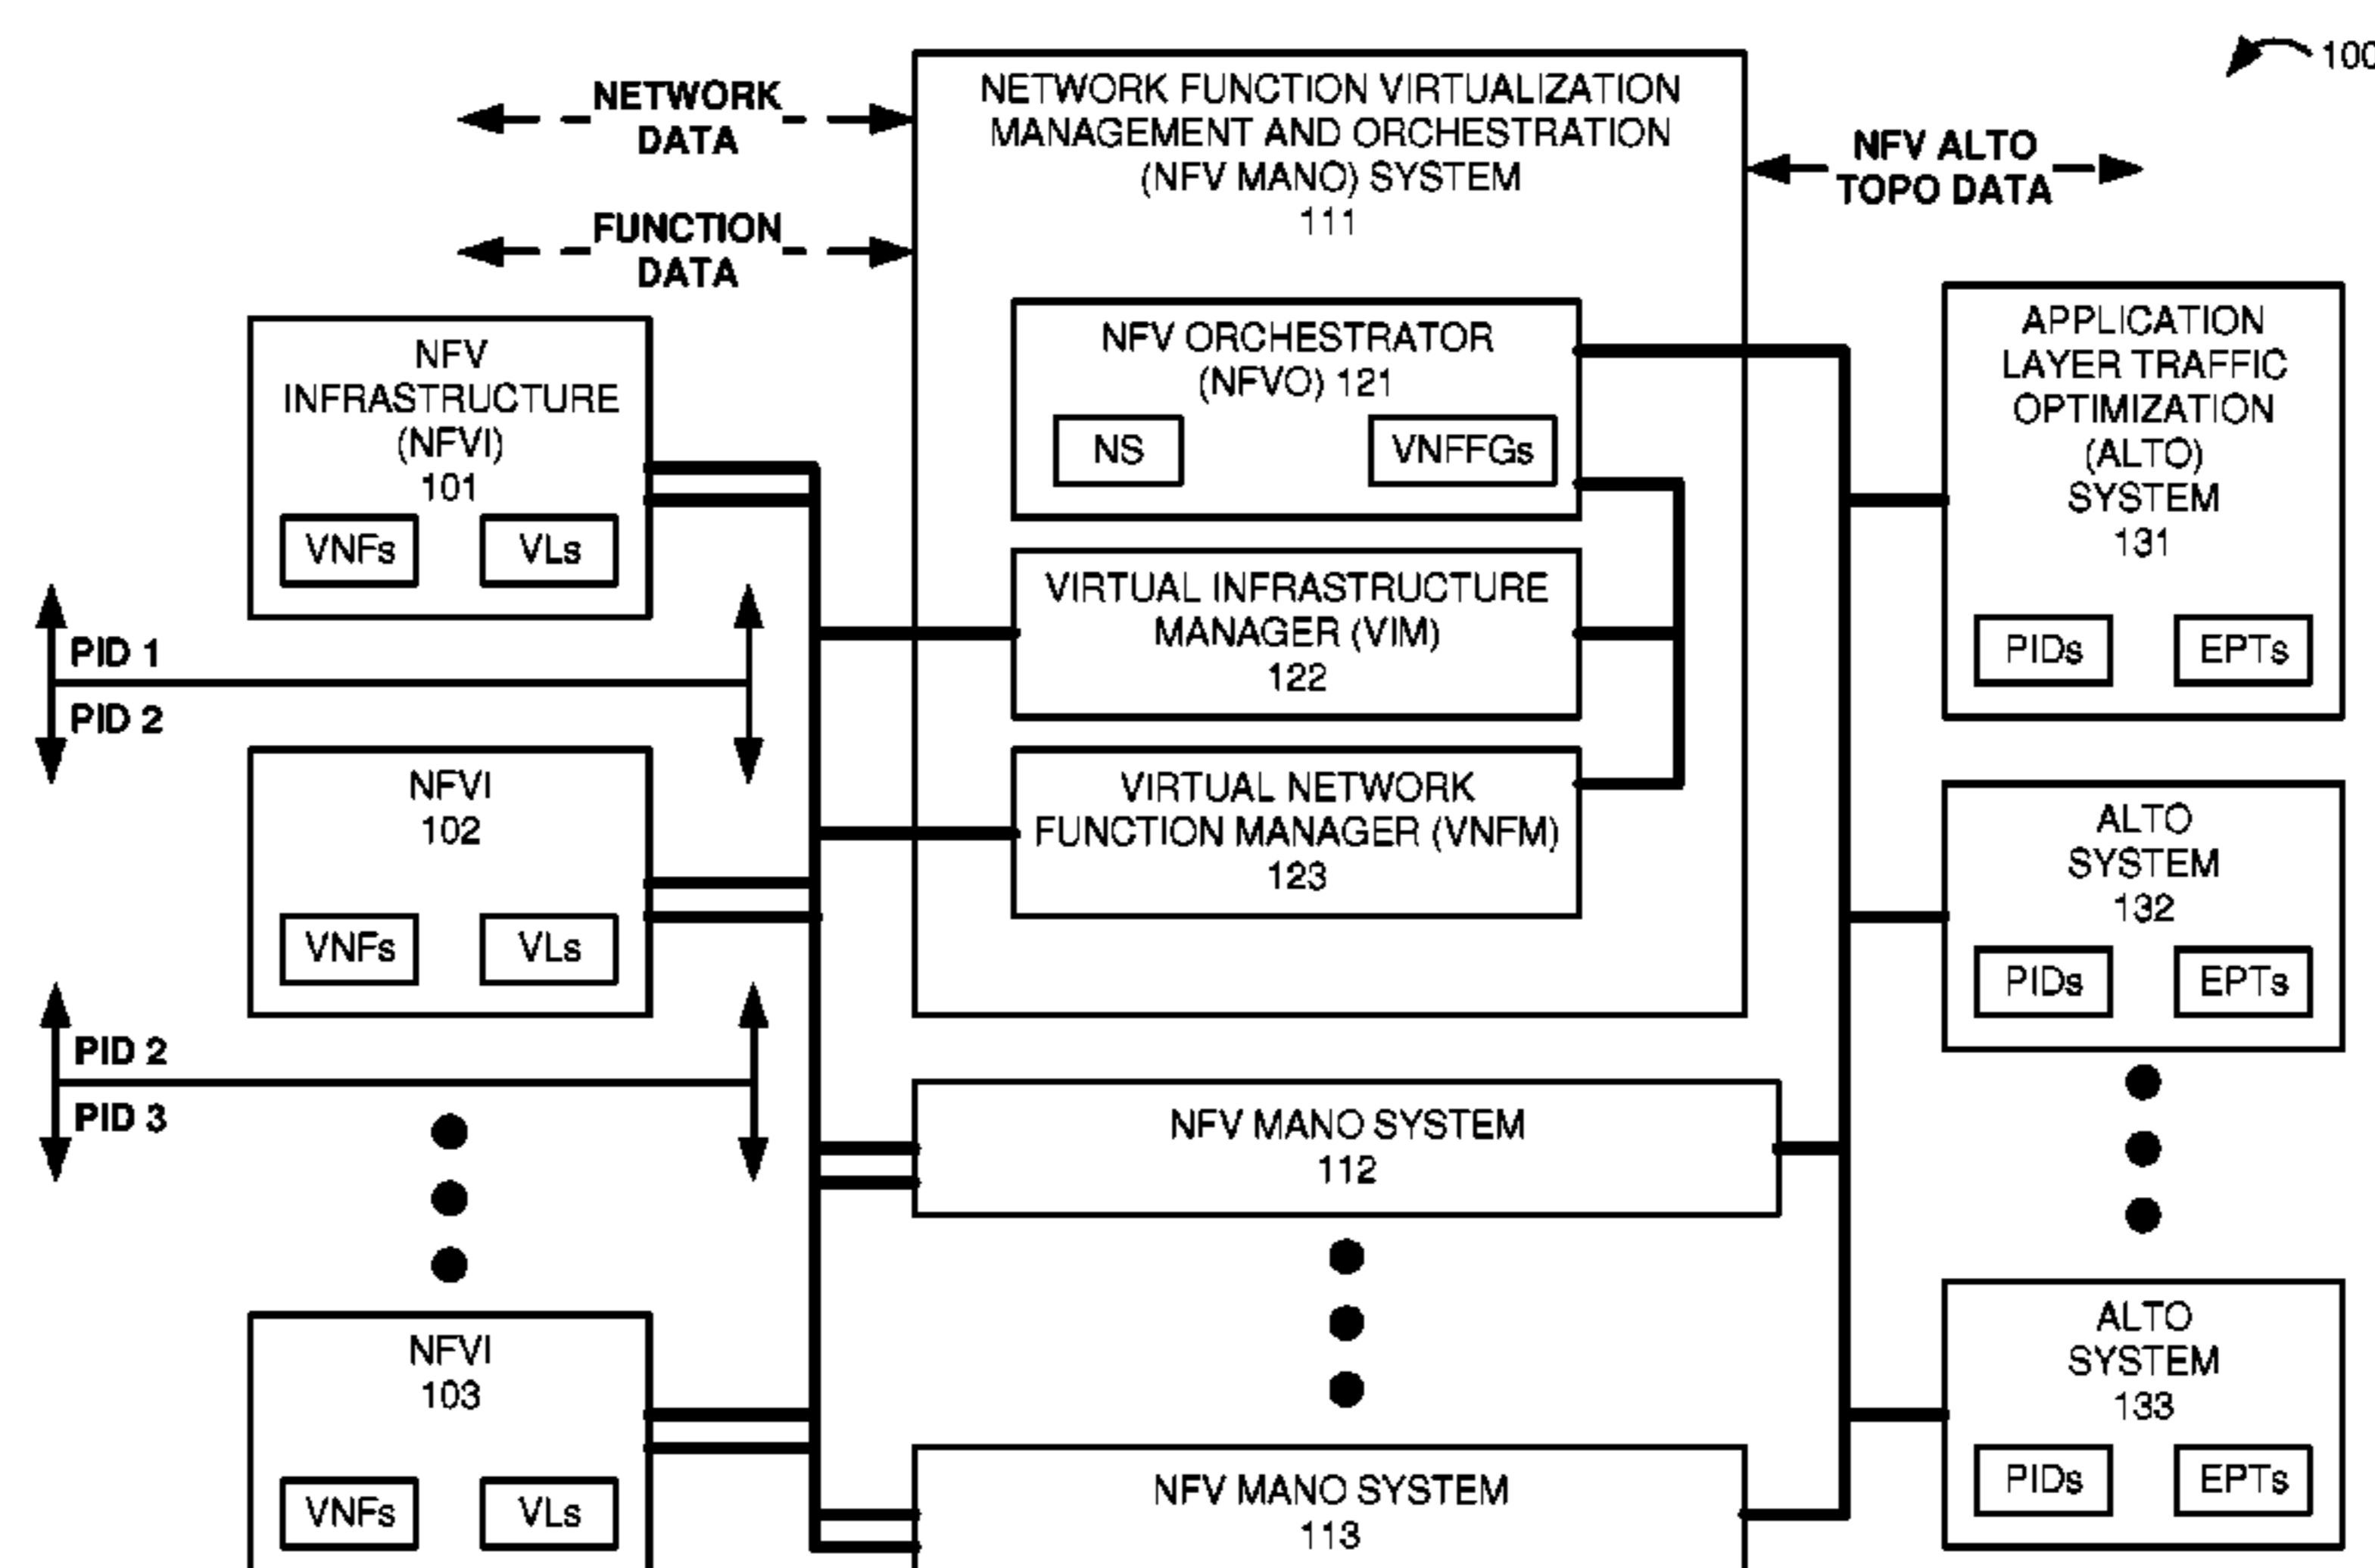 100
NETWORK
DATA
FUNCTION
DATA
NETWORK FUNCTION VIRTUALIZATION
MANAGEMENT AND ORCHESTRATION
(NFV MANO) SYSTEM
111
NFV ALTO
TOPO DATA
NFV
INFRASTRUCTURE
(NFVI)
101
VNFs
VLs
PID 1
PID 2
NFVI
102
VNFs
VLs
PID 2
PID 3
NFVI
103
VNFs
VLs
NFV ORCHESTRATOR
(NFVO) 121
NS
VNFFGs
VIRTUAL INFRASTRUCTURE
MANAGER (VIM)
122
VIRTUAL NETWORK
FUNCTION MANAGER (VNFM)
123
NFV MANO SYSTEM
112
NFV MANO SYSTEM
113
APPLICATION
LAYER TRAFFIC
OPTIMIZATION
(ALTO)
SYSTEM
131
PIDs
EPTs
ALTO
SYSTEM
132
PIDs
EPTs
ALTO
SYSTEM
133
PIDs
EPTs